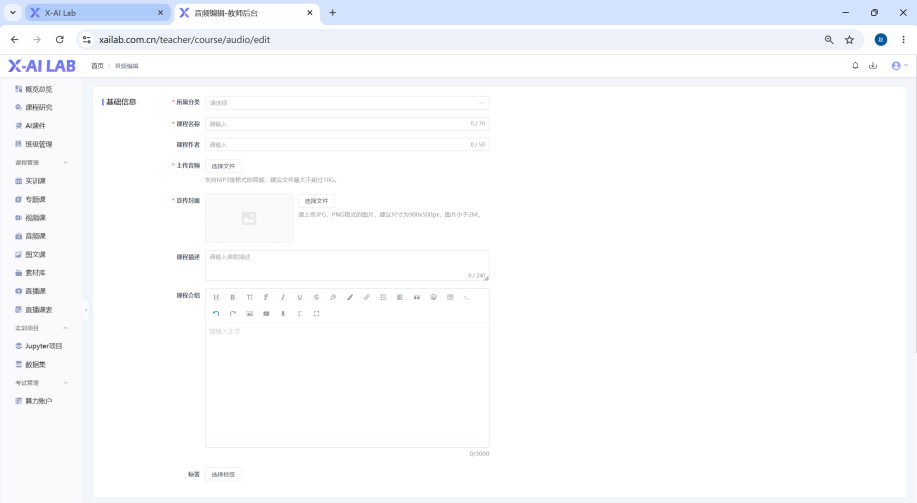 X-AI Lab
音频编辑-教师后台
xailab.com.cn/teacher/course/audio/edit
X-AI LAB
首页
音频编辑
概览总览
课程研究
AI课件
班级管理
课程管理
实训课
专题课
视频课
音频课
图文课
素材库
直播课
直播课表
实训项目
Jupyter项目
数据集
考试管理
算力账户
基础信息
* 所属分类
请选择
* 课程名称
请输入
0 / 70
课程作者
请输入
0 / 50
* 上传音频
选择文件
支持MP3等格式的音频，建议文件最大不超过10G。
* 宣传封面
选择文件
请上传JPG、PNG格式的图片，建议尺寸为900x500px，图片小于2M。
课程描述
请输入课程描述
0 / 240
课程介绍
请输入正文
0/3000
标签
选择标签